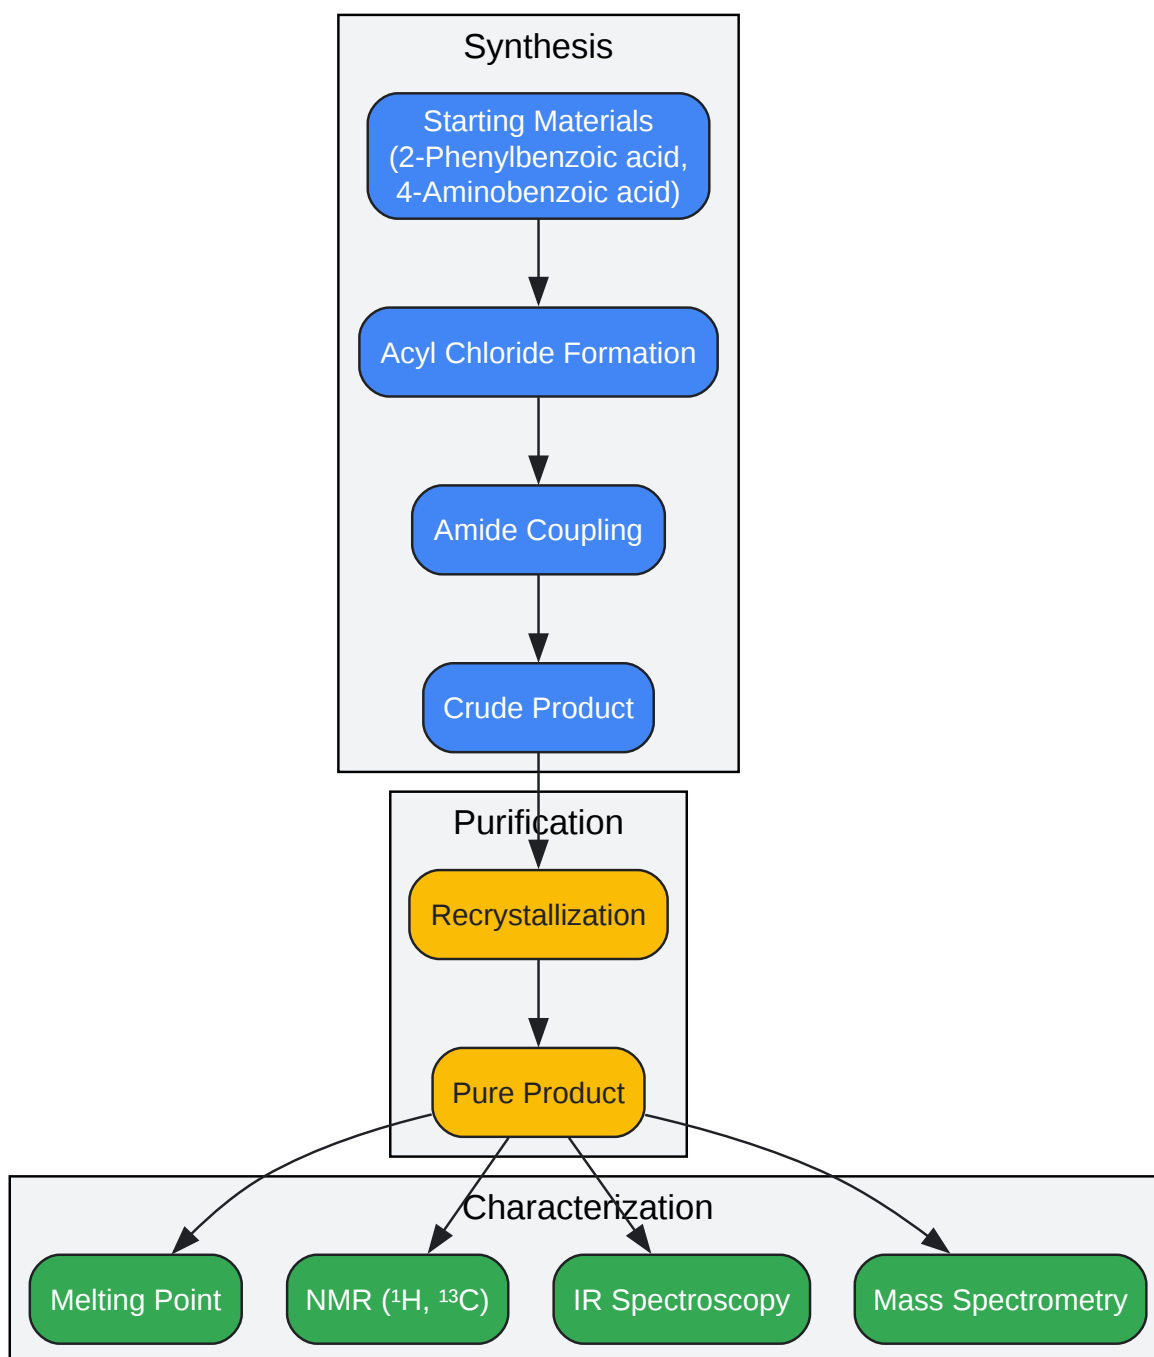 Synthesis
Starting Materials
(2-Phenylbenzoic acid,
4-Aminobenzoic acid)
Acyl Chloride Formation
Amide Coupling
Crude Product
Purification
Recrystallization
Pure Product
Characterization
Melting Point
NMR (¹H, ¹³C)
IR Spectroscopy
Mass Spectrometry